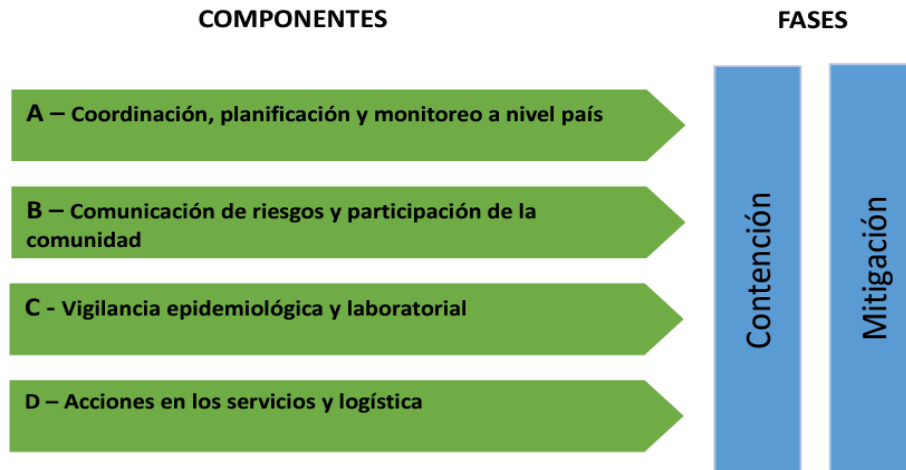 COMPONENTES
FASES
A – Coordinación, planificación y monitoreo a nivel país
B – Comunicación de riesgos y participación de la
comunidad
C - Vigilancia epidemiológica y laboratorial
D – Acciones en los servicios y logística
Contención
Mitigación